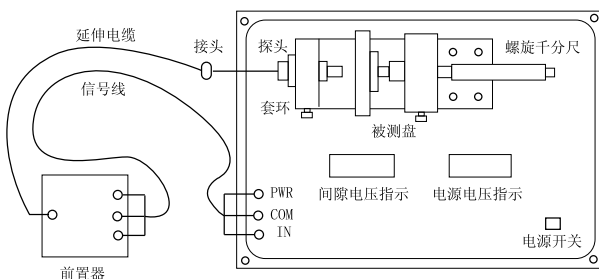 延伸电缆
接头
探头
螺旋千分尺
信号线
套环
被测盘
PWR
间隙电压指示
电源电压指示
COM
IN
电源开关
前置器